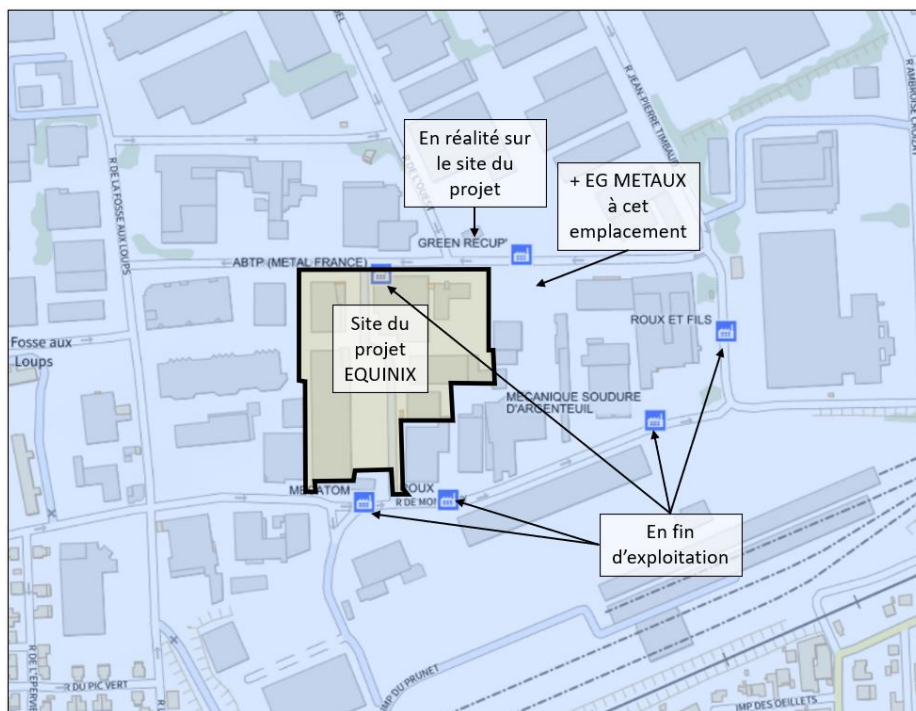 R DE LA FOSSE AUX LOUPS
R DE L'OUEST
R JEAN-PIERRE TIMBAUD
En réalité sur
le site du
projet
+ EG METAUX
à cet
emplacement
GREEN RECUP'
ABTP (METAL FRANCE)
Site du
projet
EQUINIX
ROUX ET FILS
Fosse aux
Loups
MECANIQUE SOUDURE
D'ARGENTEUIL
ROUX
En fin
d'exploitation
R DU PIC VERT
IMP DU PRUNET
IMP DES OEILLETS